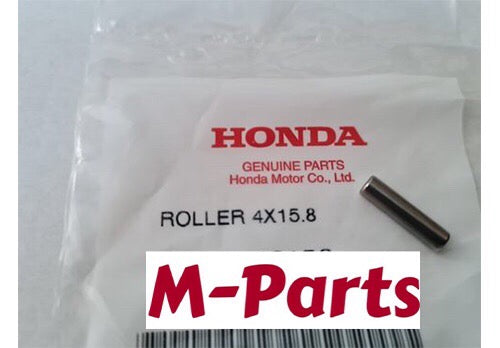 HONDA
GENUINE PARTS
Honda Motor Co., Ltd.
ROLLER 4X15.8
M-Parts